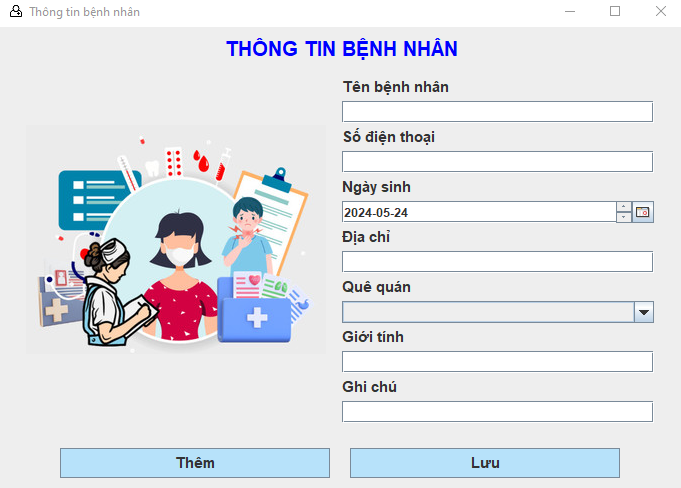 Thông tin bệnh nhân
THÔNG TIN BỆNH NHÂN
Tên bệnh nhân
Số điện thoại
Ngày sinh
2024-05-24
Địa chỉ
Quê quán
Giới tính
Ghi chú
Thêm
Lưu